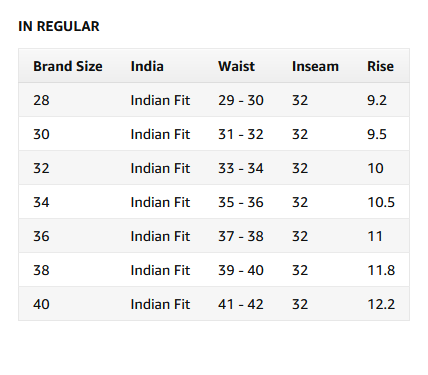 IN REGULAR
Brand Size India Waist Inseam Rise
28 Indian Fit 29 - 30 32 9.2
30 Indian Fit 31 - 32 32 9.5
32 Indian Fit 33 - 34 32 10
34 Indian Fit 35 - 36 32 10.5
36 Indian Fit 37 - 38 32 11
38 Indian Fit 39 - 40 32 11.8
40 Indian Fit 41 - 42 32 12.2